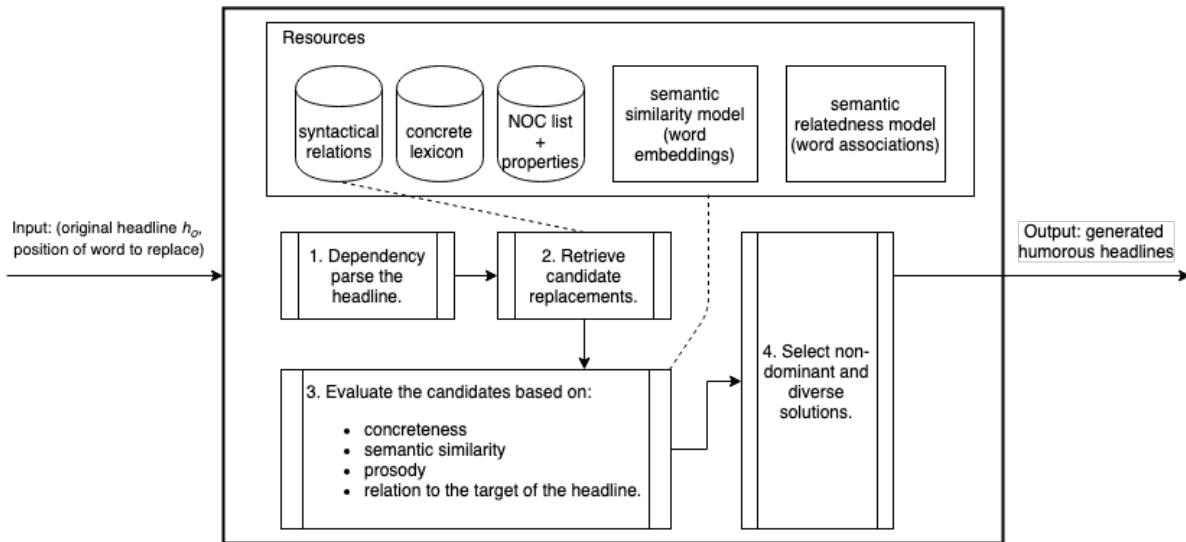 Resources
syntactical
relations
concrete
lexicon
NOC list
+
properties
semantic
similarity model
(word
embeddings)
semantic
relatedness model
(word associations)
Input: (original headline hₒ,
position of word to replace)
1. Dependency
parse the
headline.
2. Retrieve
candidate
replacements.
3. Evaluate the candidates based on:
• concreteness
• semantic similarity
• prosody
• relation to the target of the headline.
4. Select non-
dominant and
diverse
solutions.
Output: generated
humorous headlines